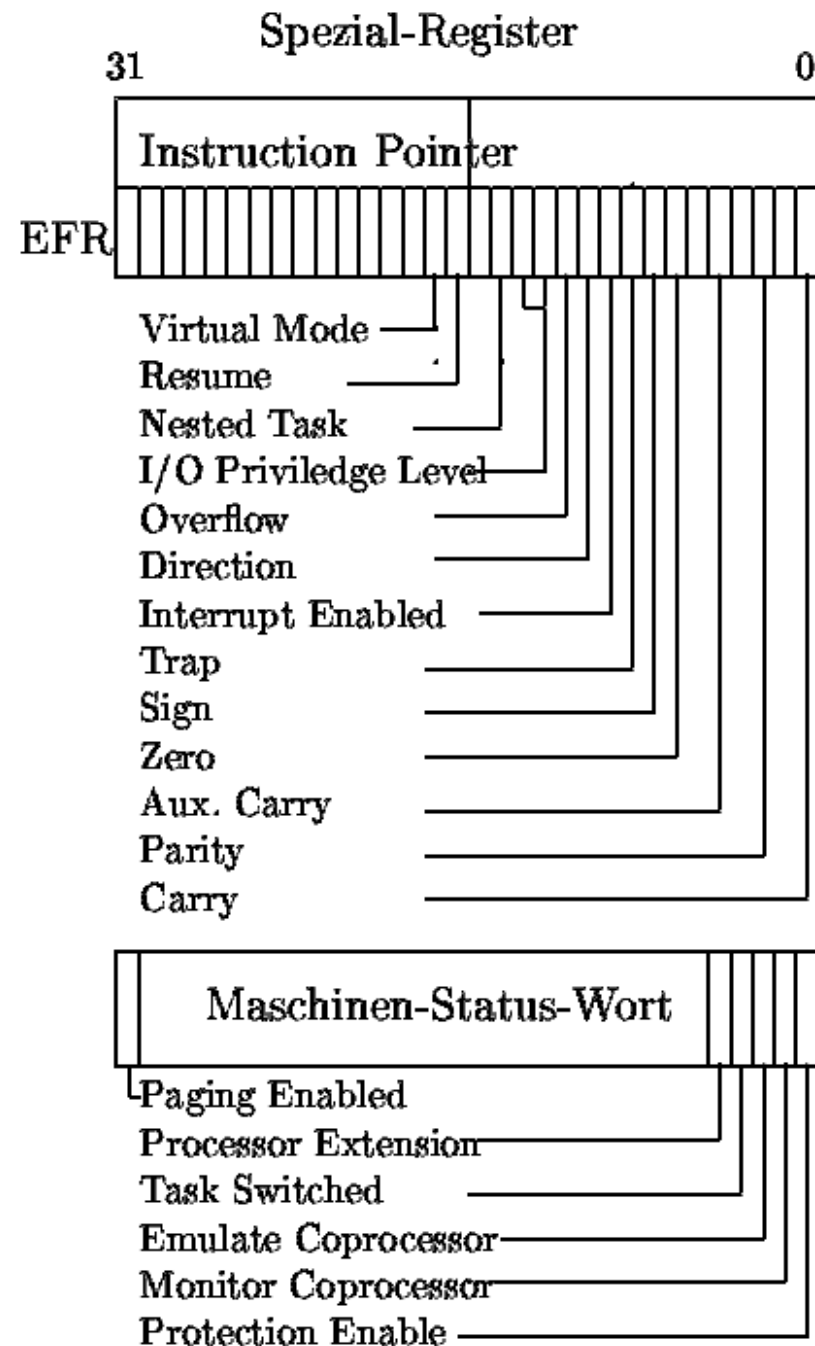 Spezial-Register
31 0
Instruction Pointer
EFR
Virtual Mode
Resume
Nested Task
I/O Priviledge Level
Overflow
Direction
Interrupt Enabled
Trap
Sign
Zero
Aux. Carry
Parity
Carry
Maschinen-Status-Wort
Paging Enabled
Processor Extension
Task Switched
Emulate Coprocessor
Monitor Coprocessor
Protection Enable